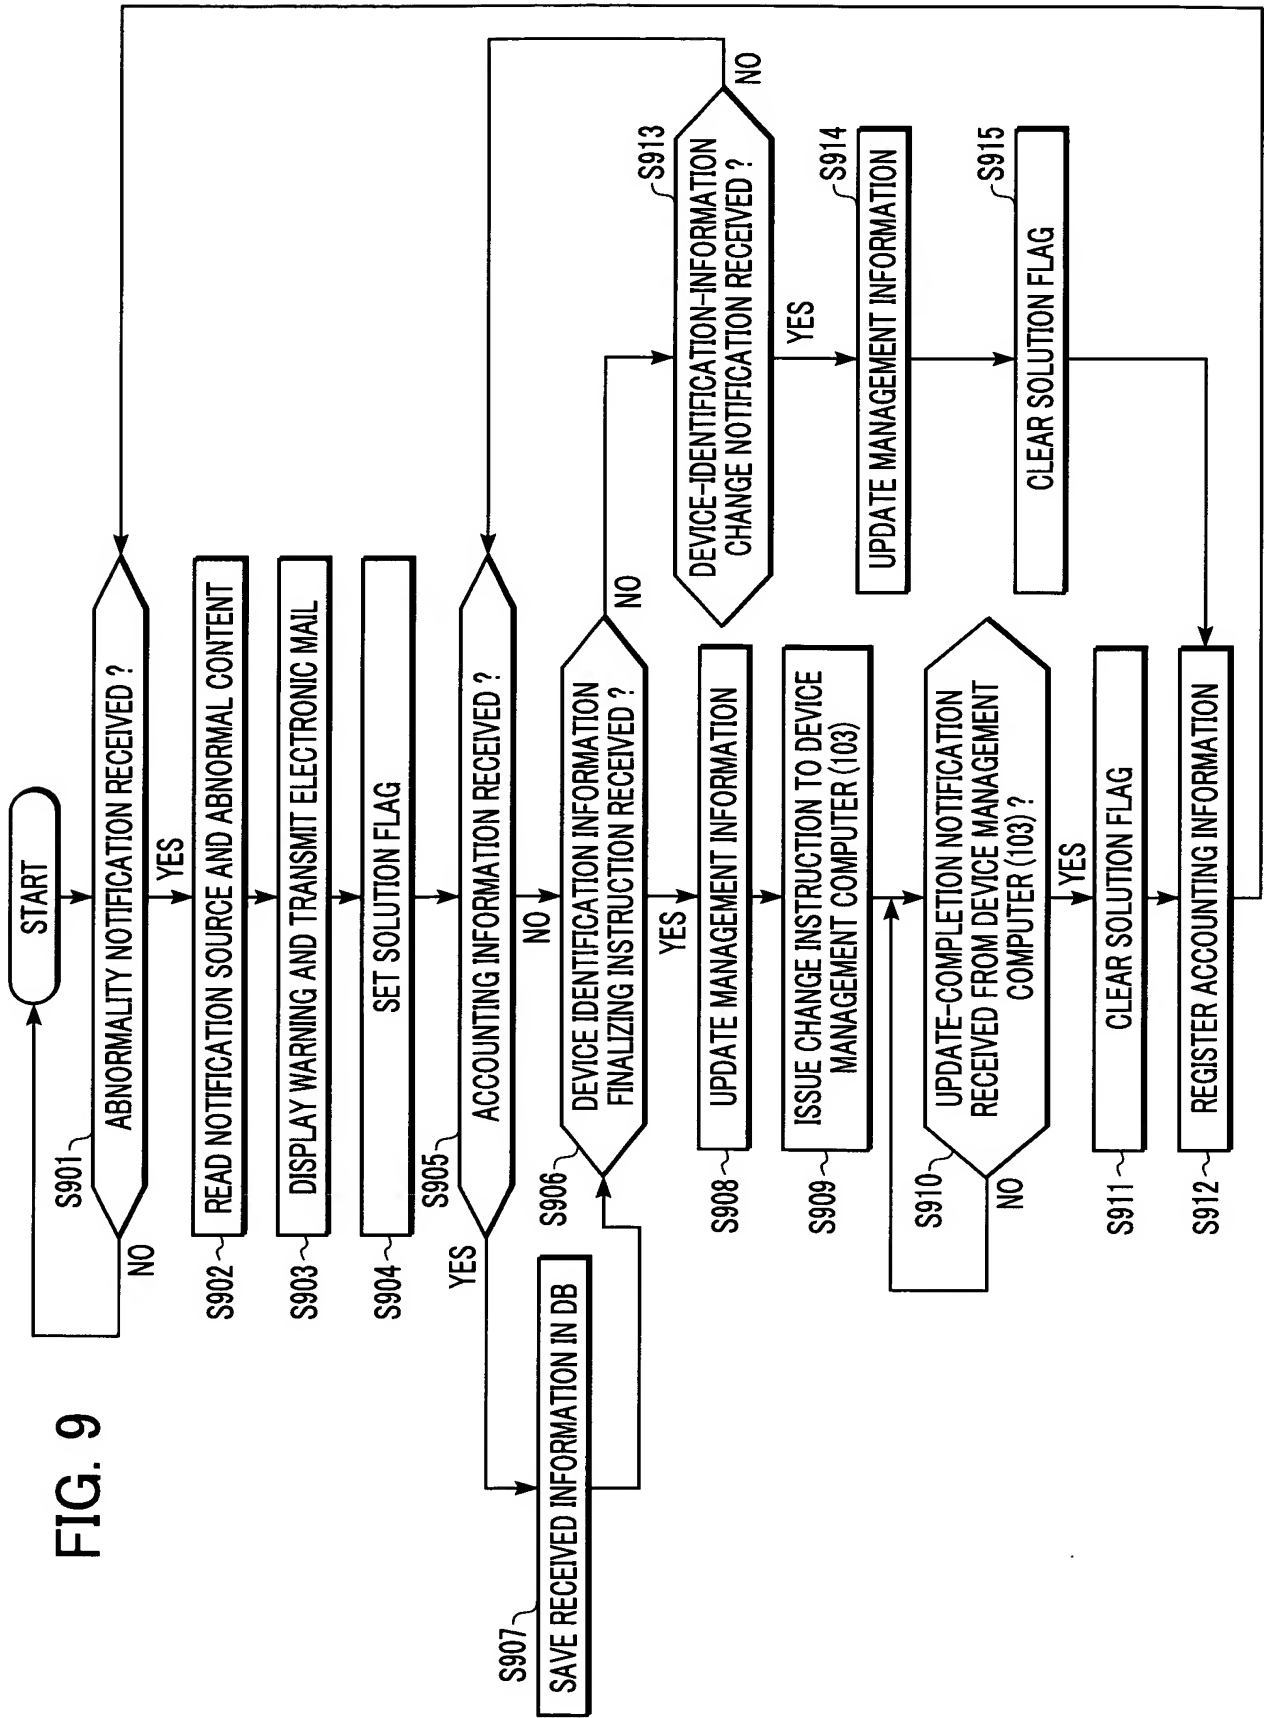 FIG. 9
START
S901
ABNORMALITY NOTIFICATION RECEIVED ?
NO
YES
S902
READ NOTIFICATION SOURCE AND ABNORMAL CONTENT
S903
DISPLAY WARNING AND TRANSMIT ELECTRONIC MAIL
S904
SET SOLUTION FLAG
S905
ACCOUNTING INFORMATION RECEIVED ?
YES
NO
S907
SAVE RECEIVED INFORMATION IN DB
S906
DEVICE IDENTIFICATION INFORMATION
FINALIZING INSTRUCTION RECEIVED ?
NO
YES
S908
UPDATE MANAGEMENT INFORMATION
S909
ISSUE CHANGE INSTRUCTION TO DEVICE
MANAGEMENT COMPUTER (103)
S910
UPDATE-COMPLETION NOTIFICATION
RECEIVED FROM DEVICE MANAGEMENT
COMPUTER (103) ?
NO
YES
S911
CLEAR SOLUTION FLAG
S912
REGISTER ACCOUNTING INFORMATION
S913
DEVICE-IDENTIFICATION-INFORMATION
CHANGE NOTIFICATION RECEIVED ?
NO
YES
S914
UPDATE MANAGEMENT INFORMATION
S915
CLEAR SOLUTION FLAG